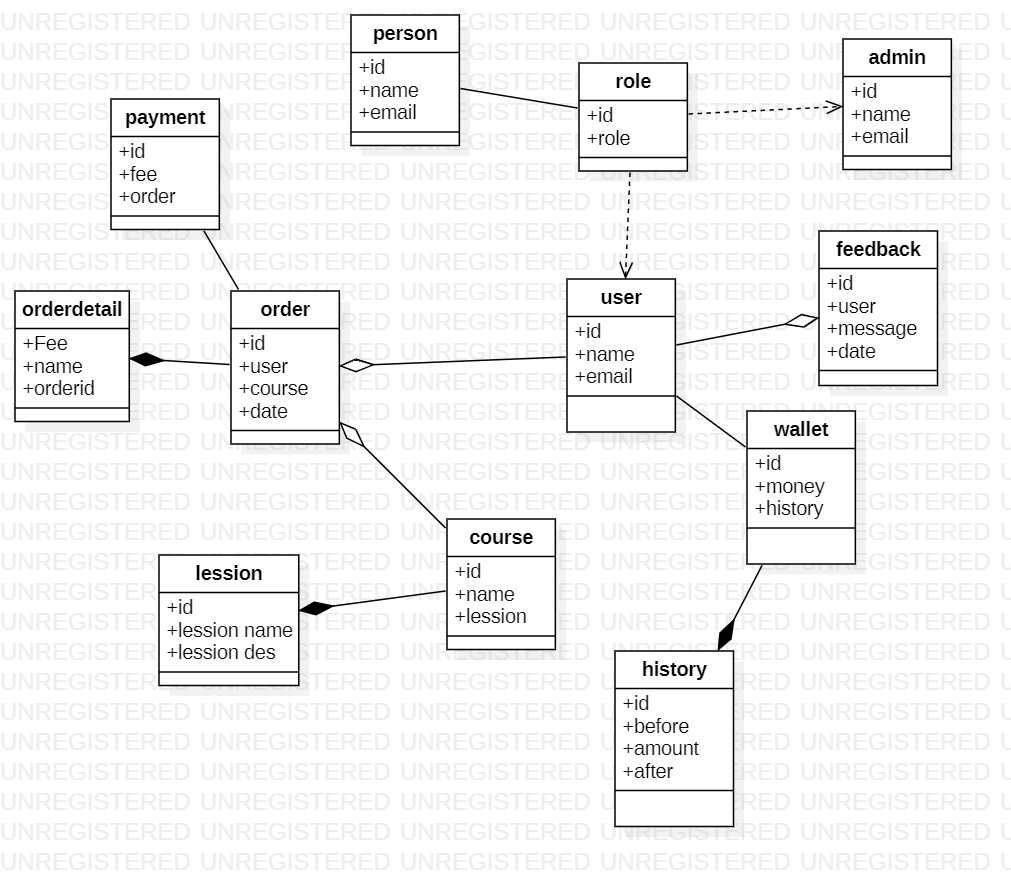 person
+id
+name
+email
role
+id
+role
admin
+id
+name
+email
payment
+id
+fee
+order
orderdetail
+Fee
+name
+orderid
order
+id
+user
+course
+date
user
+id
+name
+email
feedback
+id
+user
+message
+date
wallet
+id
+money
+history
course
+id
+name
+lession
lession
+id
+lession name
+lession des
history
+id
+before
+amount
+after
UNREGISTERED